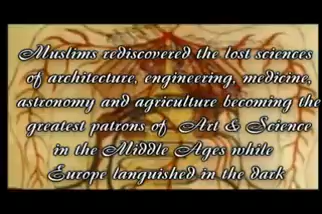 Muslims rediscovered the lost sciences
of architecture, engineering, medicine,
astronomy and agriculture becoming the
greatest patrons of Art & Science
in the Middle Ages while
Europe languished in the dark